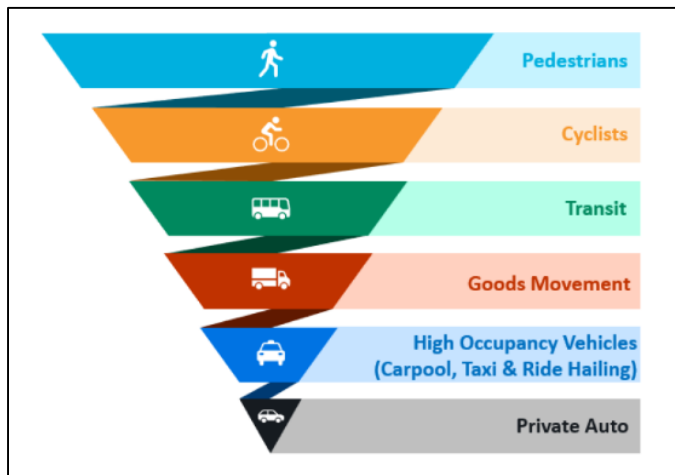 Pedestrians
Cyclists
Transit
Goods Movement
High Occupancy Vehicles
(Carpool, Taxi & Ride Hailing)
Private Auto